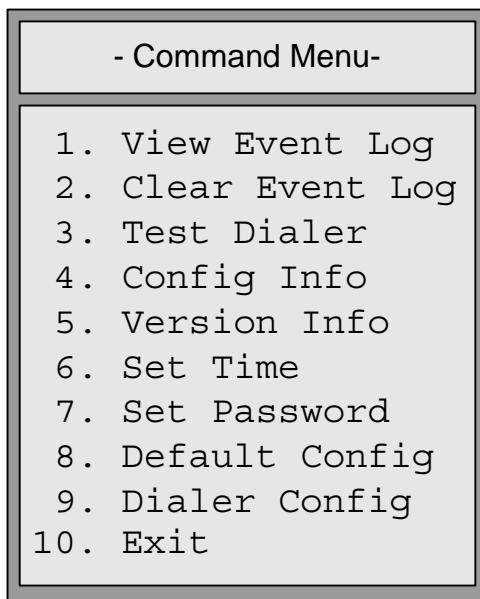 - Command Menu-
1. View Event Log
2. Clear Event Log
3. Test Dialer
4. Config Info
5. Version Info
6. Set Time
7. Set Password
8. Default Config
9. Dialer Config
10. Exit